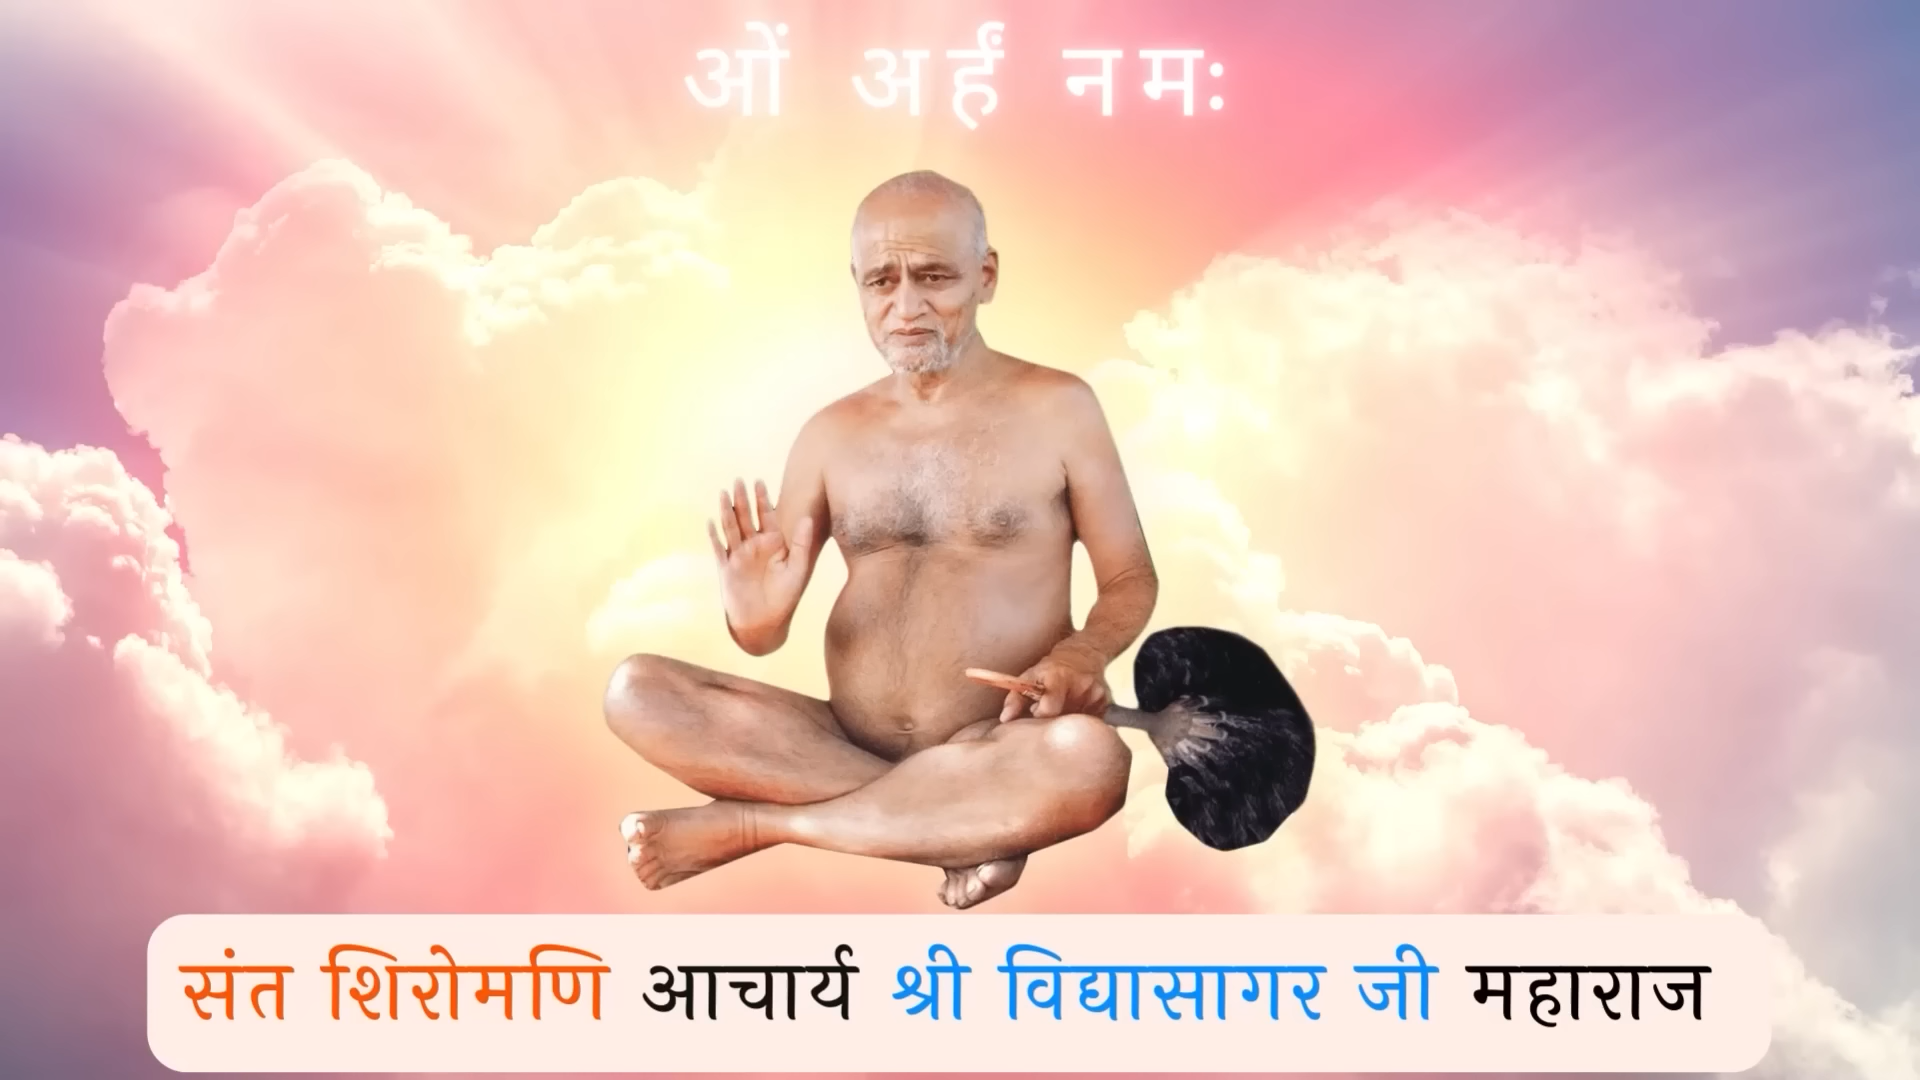 ओं अर्हं नमः
संत शिरोमणि आचार्य श्री विद्यासागर जी महाराज